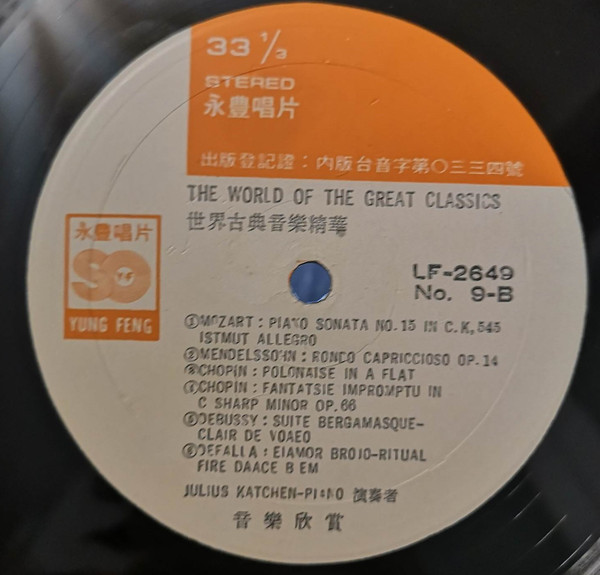 33 1/3
STEREO
永豐唱片
出版登記證：內版台音字第〇三三四號
THE WORLD OF THE GREAT CLASSICS
世界古典音樂精華
永豐唱片
YF
YUNG FENG
LF-2649
No. 9-B
①MOZART: PIANO SONATA NO.15 IN C.K,545
ISTMUT ALLEGRO
②MENDELSSOHN: RONDO CAPRICCIOSO OP.14
CHOPIN: POLONAISE IN A FLAT
CHOPIN: FANTATSIE IMPROMPTU IN
C SHARP MINOR OP.66
⑤DEBUSSY: SUITE BERGAMASQUE-
CLAIR DE VOAEO
⑥DEFALLA: EIAMOR BROJO-RITUAL
FIRE DAACE B EM
JULIUS KATCHEN-PIANO 演奏者
音樂欣賞